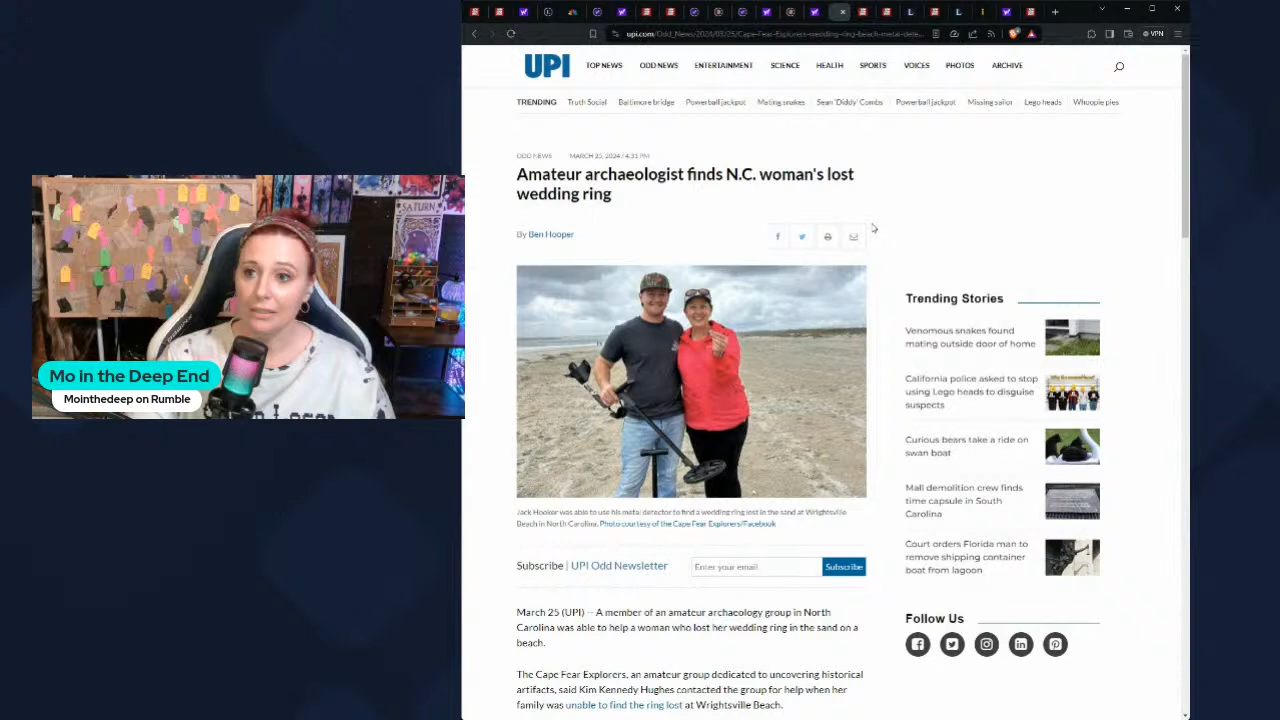 upi.com/Odd_News/2024/03/25/Cape-Fear-Explorers-wedding-ring-beach-metal-dete...
VPN
UPI
TOP NEWS
ODD NEWS
ENTERTAINMENT
SCIENCE
HEALTH
SPORTS
VOICES
PHOTOS
ARCHIVE
TRENDING
Truth Social
Baltimore bridge
Powerball jackpot
Mating snakes
Sean 'Diddy' Combs
Powerball jackpot
Missing sailor
Lego heads
Whoopie pies
ODD NEWS
MARCH 25, 2024 / 4:31 PM
Amateur archaeologist finds N.C. woman's lost
wedding ring
By Ben Hooper
Jack Hooker was able to use his metal detector to find a wedding ring lost in the sand at Wrightsville
Beach in North Carolina. Photo courtesy of the Cape Fear Explorers/Facebook
Subscribe | UPI Odd Newsletter
Enter your email
Subscribe
March 25 (UPI) -- A member of an amateur archaeology group in North
Carolina was able to help a woman who lost her wedding ring in the sand on a
beach.
The Cape Fear Explorers, an amateur group dedicated to uncovering historical
artifacts, said Kim Kennedy Hughes contacted the group for help when her
family was unable to find the ring lost at Wrightsville Beach.
Trending Stories
Venomous snakes found
mating outside door of home
California police asked to stop
using Lego heads to disguise
suspects
Curious bears take a ride on
swan boat
Mall demolition crew finds
time capsule in South
Carolina
Court orders Florida man to
remove shipping container
boat from lagoon
Follow Us
SATURN
Mo in the Deep End
MoInthedeep on Rumble